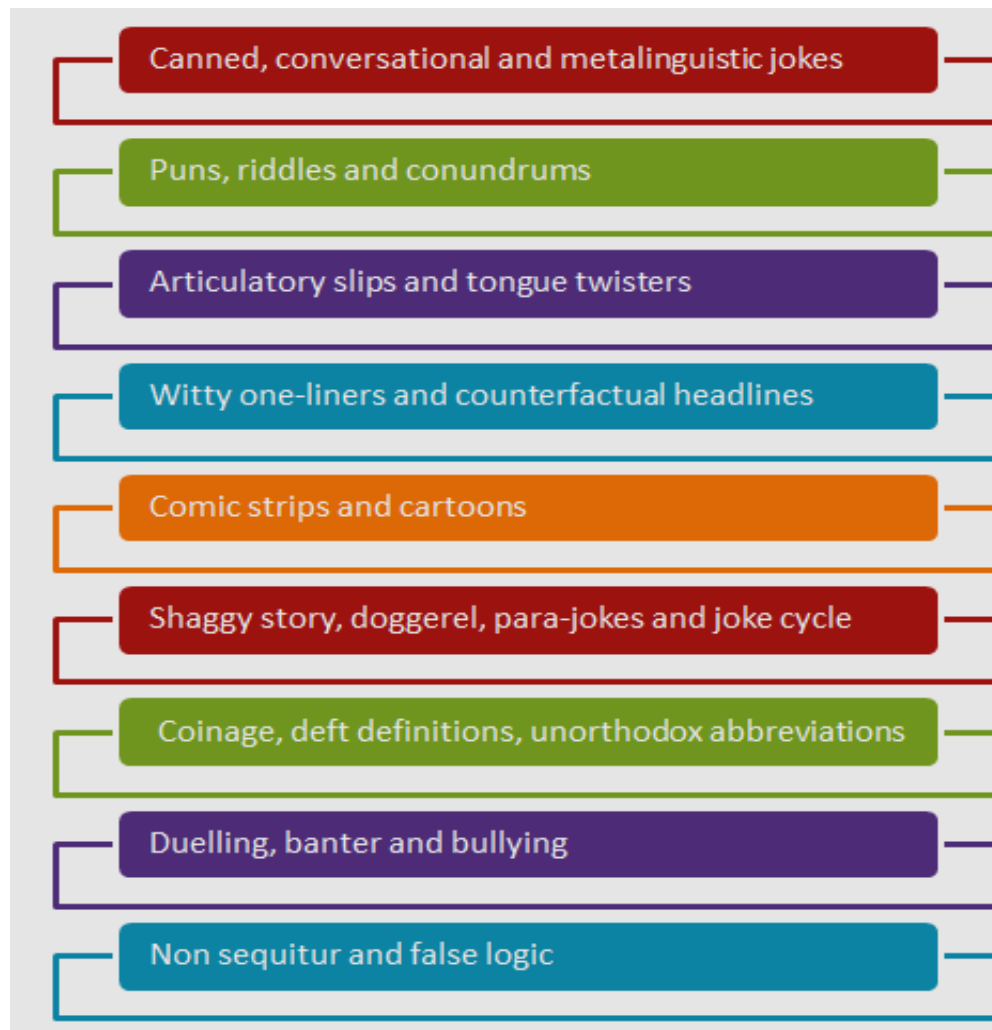 Canned, conversational and metalinguistic jokes
Puns, riddles and conundrums
Articulatory slips and tongue twisters
Witty one-liners and counterfactual headlines
Comic strips and cartoons
Shaggy story, doggerel, para-jokes and joke cycle
Coinage, deft definitions, unorthodox abbreviations
Duelling, banter and bullying
Non sequitur and false logic